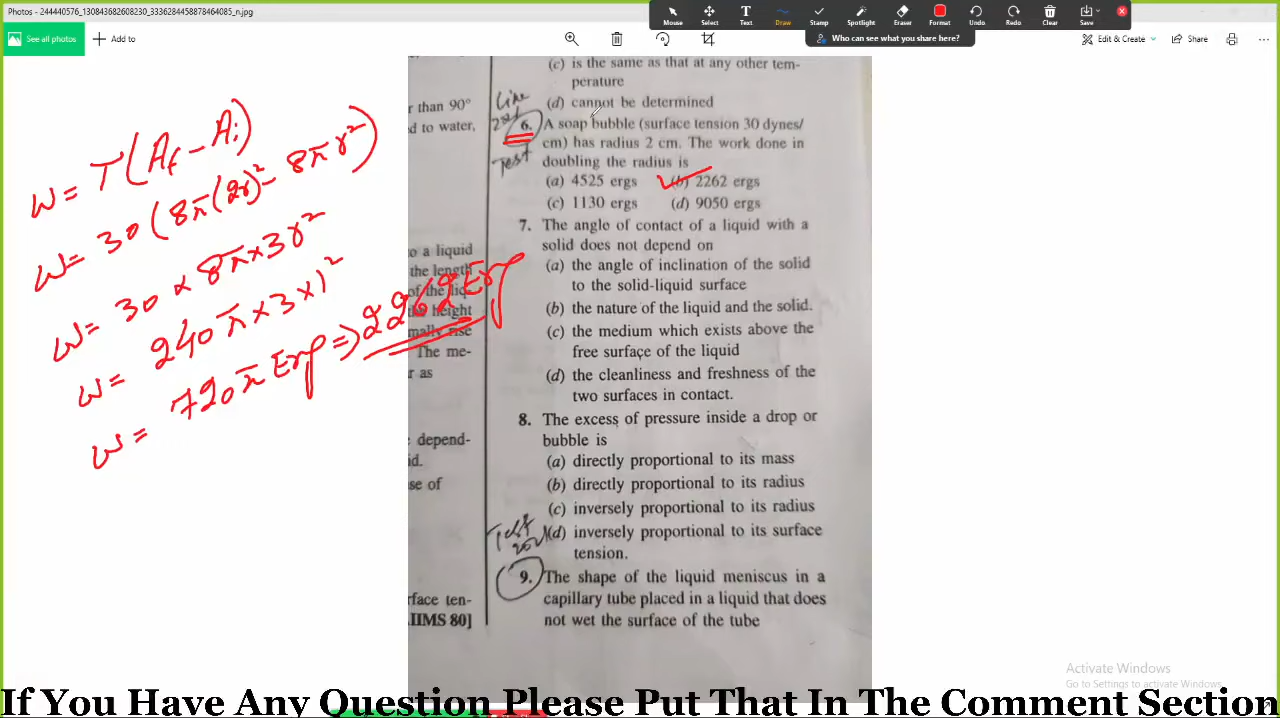 Photos - 244440576_130843682608230_3336284458878464085_n.jpg
Mouse Select Text Draw Stamp Spotlight Eraser Format Undo Redo Clear Save
Who can see what you share here?
See all photos
Add to
Edit & Create
Share
(c) is the same as that at any other tem-
perature
(d) cannot be determined
6. A soap bubble (surface tension 30 dynes/
cm) has radius 2 cm. The work done in
doubling the radius is
(a) 4525 ergs (b) 2262 ergs
(c) 1130 ergs (d) 9050 ergs
7. The angle of contact of a liquid with a
solid does not depend on
(a) the angle of inclination of the solid
to the solid-liquid surface
(b) the nature of the liquid and the solid.
(c) the medium which exists above the
free surface of the liquid
(d) the cleanliness and freshness of the
two surfaces in contact.
8. The excess of pressure inside a drop or
bubble is
(a) directly proportional to its mass
(b) directly proportional to its radius
(c) inversely proportional to its radius
(d) inversely proportional to its surface
tension.
9. The shape of the liquid meniscus in a
capillary tube placed in a liquid that does
not wet the surface of the tube
r than 90°
d to water,
o a liquid
the length
of the liq-
height
mally rise
The me-
r as
depend-
id.
se of
rface ten-
IIMS 80]
Test
Test
W = T(Af - Ai)
W = 30(8π(2r)² - 8πr²)
W = 30 × 8π × 3r²
W = 240π × 3 × 1²
W = 720π Erg ⇒ 2262 Erg
Activate Windows
Go to Settings to activate Windows.
If You Have Any Question Please Put That In The Comment Section